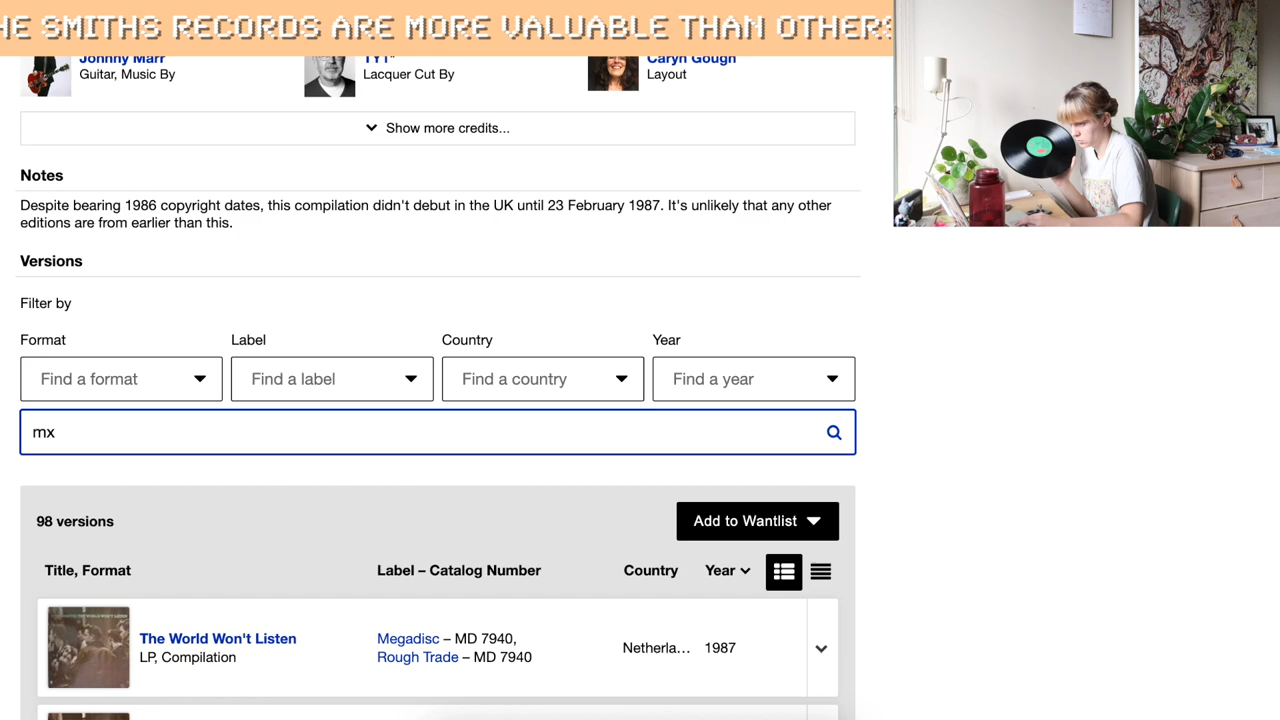 HE SMITHS RECORDS ARE MORE VALUABLE THAN OTHERS
Johnny Marr
Guitar, Music By
TY1*
Lacquer Cut By
Caryn Gough
Layout
Show more credits...
Notes
Despite bearing 1986 copyright dates, this compilation didn't debut in the UK until 23 February 1987. It's unlikely that any other
editions are from earlier than this.
Versions
Filter by
Format
Label
Country
Year
Find a format
Find a label
Find a country
Find a year
mx
98 versions
Add to Wantlist
Title, Format
Label – Catalog Number
Country
Year
The World Won't Listen
LP, Compilation
Megadisc – MD 7940,
Rough Trade – MD 7940
Netherla...
1987